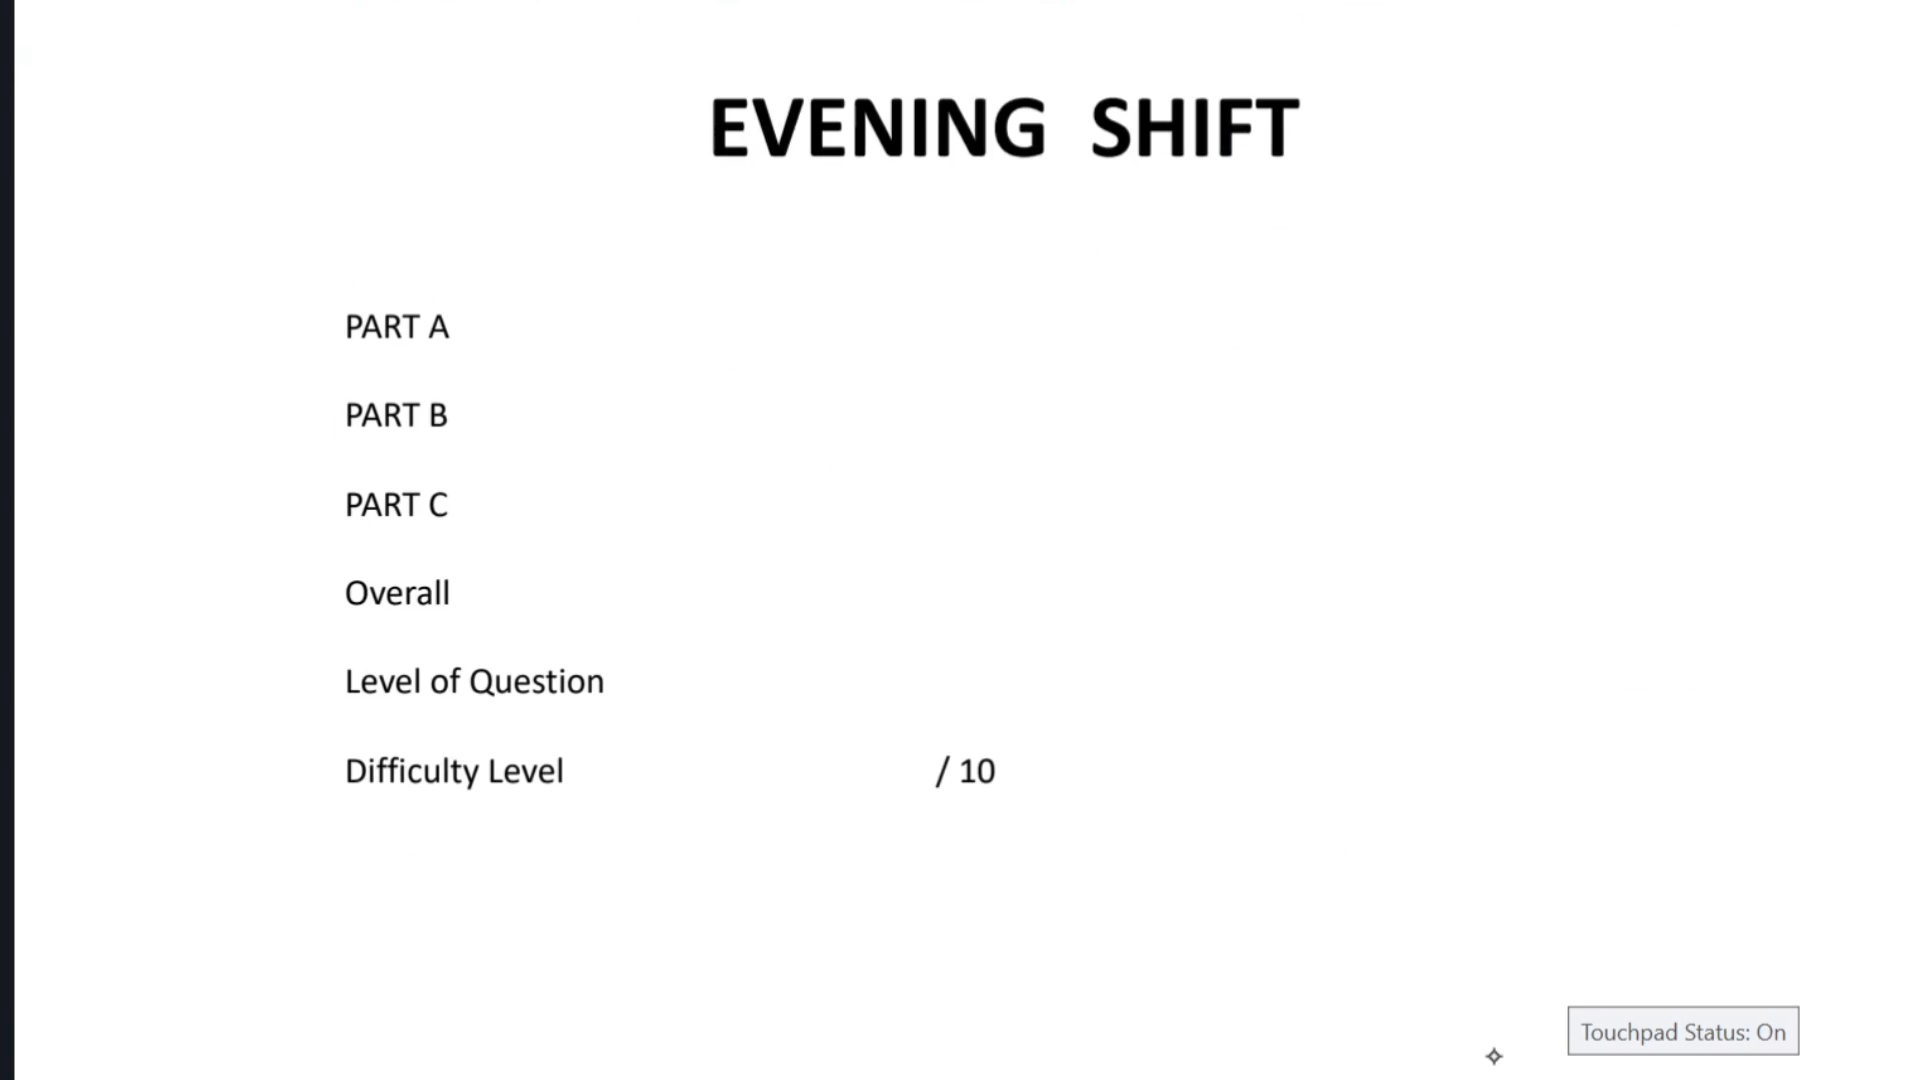 EVENING SHIFT
PART A
PART B
PART C
Overall
Level of Question
Difficulty Level / 10
Touchpad Status: On